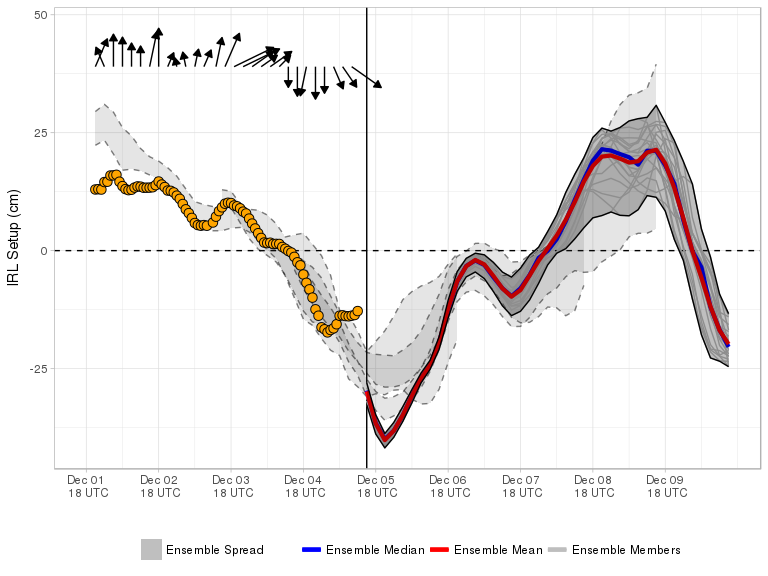 50
25
0
-25
IRL Setup (cm)
Dec 01 Dec 02 Dec 03 Dec 04 Dec 05 Dec 06 Dec 07 Dec 08 Dec 09
18 UTC 18 UTC 18 UTC 18 UTC 18 UTC 18 UTC 18 UTC 18 UTC 18 UTC
Ensemble Spread Ensemble Median Ensemble Mean Ensemble Members